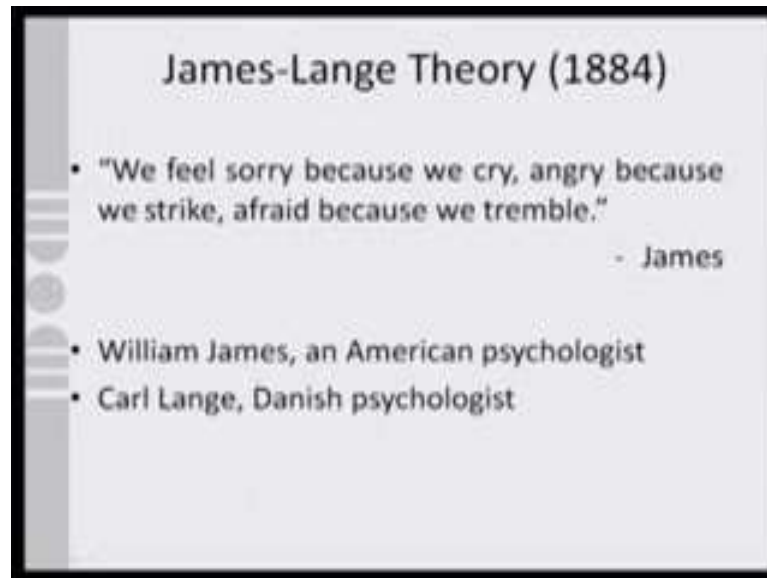 James-Lange Theory (1884)
• "We feel sorry because we cry, angry because
we strike, afraid because we tremble."
- James
• William James, an American psychologist
• Carl Lange, Danish psychologist